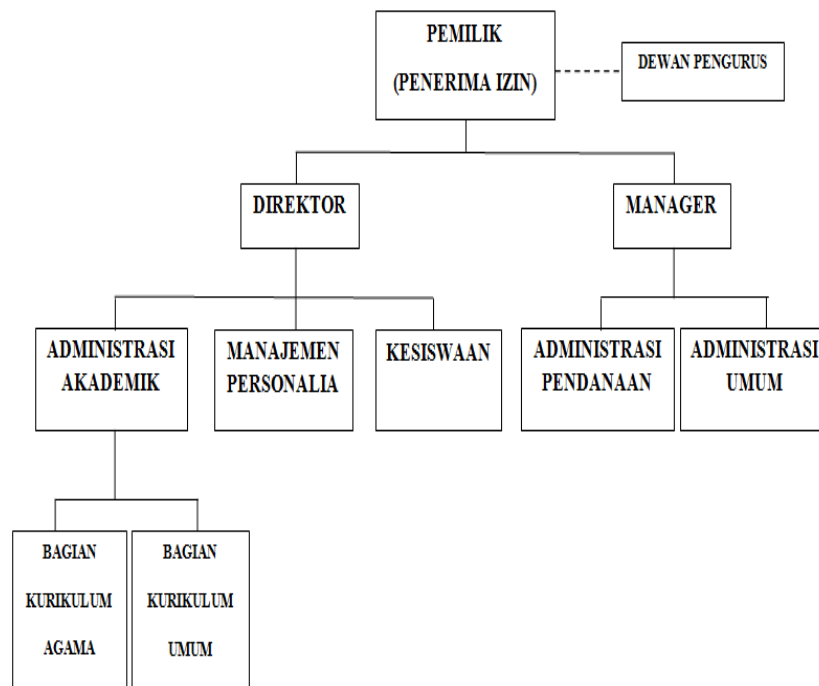 PEMILIK
(PENERIMA IZIN)
DEWAN PENGURUS
DIREKTOR
MANAGER
ADMINISTRASI
AKADEMIK
MANAJEMEN
PERSONALIA
KESISWAAN
ADMINISTRASI
PENDANAAN
ADMINISTRASI
UMUM
BAGIAN
KURIKULUM
AGAMA
BAGIAN
KURIKULUM
UMUM